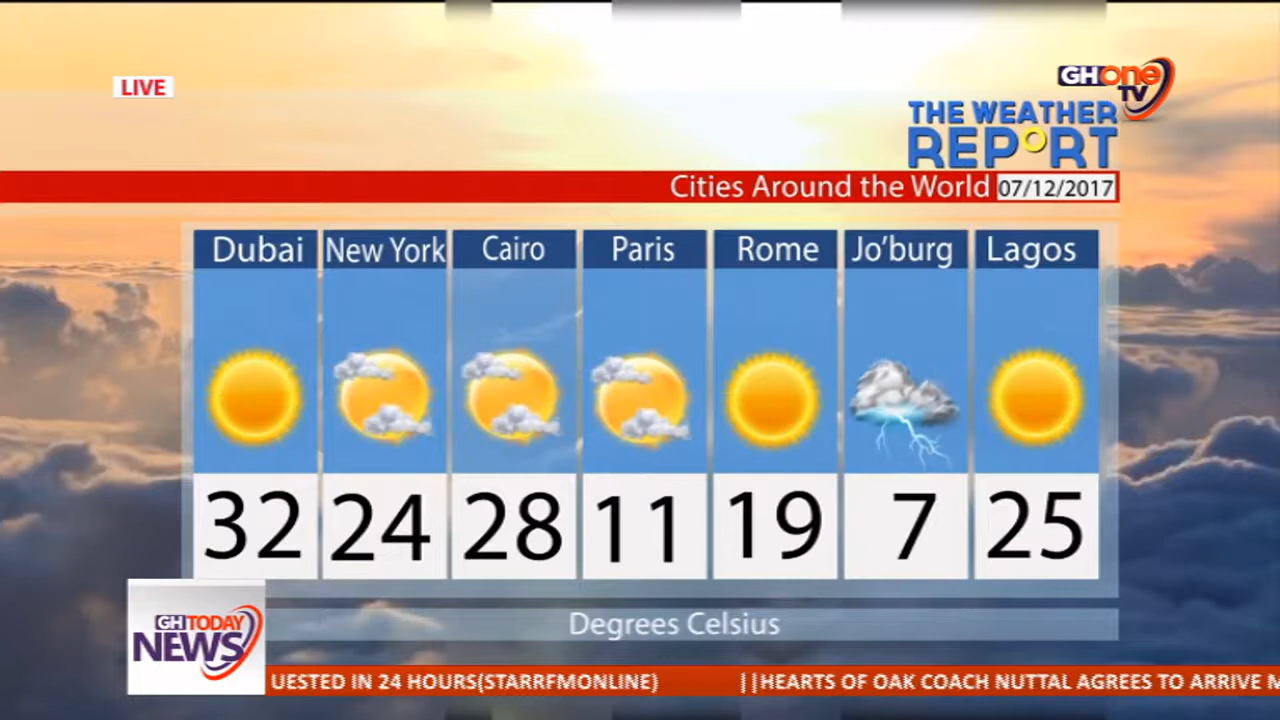 LIVE
GHOne
TV
THE WEATHER
REPORT
Cities Around the World 07/12/2017
Dubai New York Cairo Paris Rome Jo'burg Lagos
32 24 28 11 19 7 25
Degrees Celsius
GHTODAY
NEWS
UESTED IN 24 HOURS(STARRFMONLINE) ||HEARTS OF OAK COACH NUTTAL AGREES TO ARRIVE M